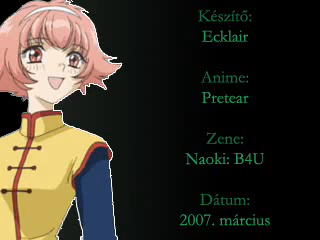 Készítő:
Ecklair
Anime:
Pretear
Zene:
Naoki: B4U
Dátum:
2007. március